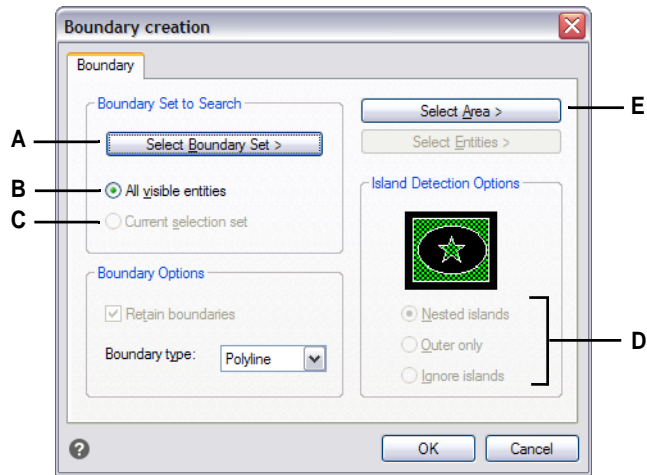 Boundary creation
Boundary
Boundary Set to Search
A
Select Boundary Set >
B
All visible entities
C
Current selection set
Boundary Options
Retain boundaries
Boundary type:
Polyline
Select Area >
E
Select Entities >
Island Detection Options
Nested islands
Outer only
D
Ignore islands
?
OK
Cancel